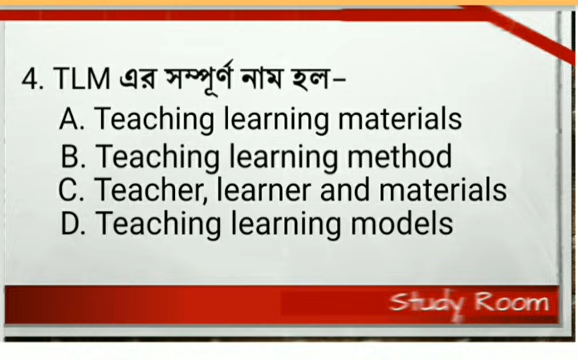 4. TLM এর সম্পূর্ণ নাম হল–
A. Teaching learning materials
B. Teaching learning method
C. Teacher, learner and materials
D. Teaching learning models
Study Room